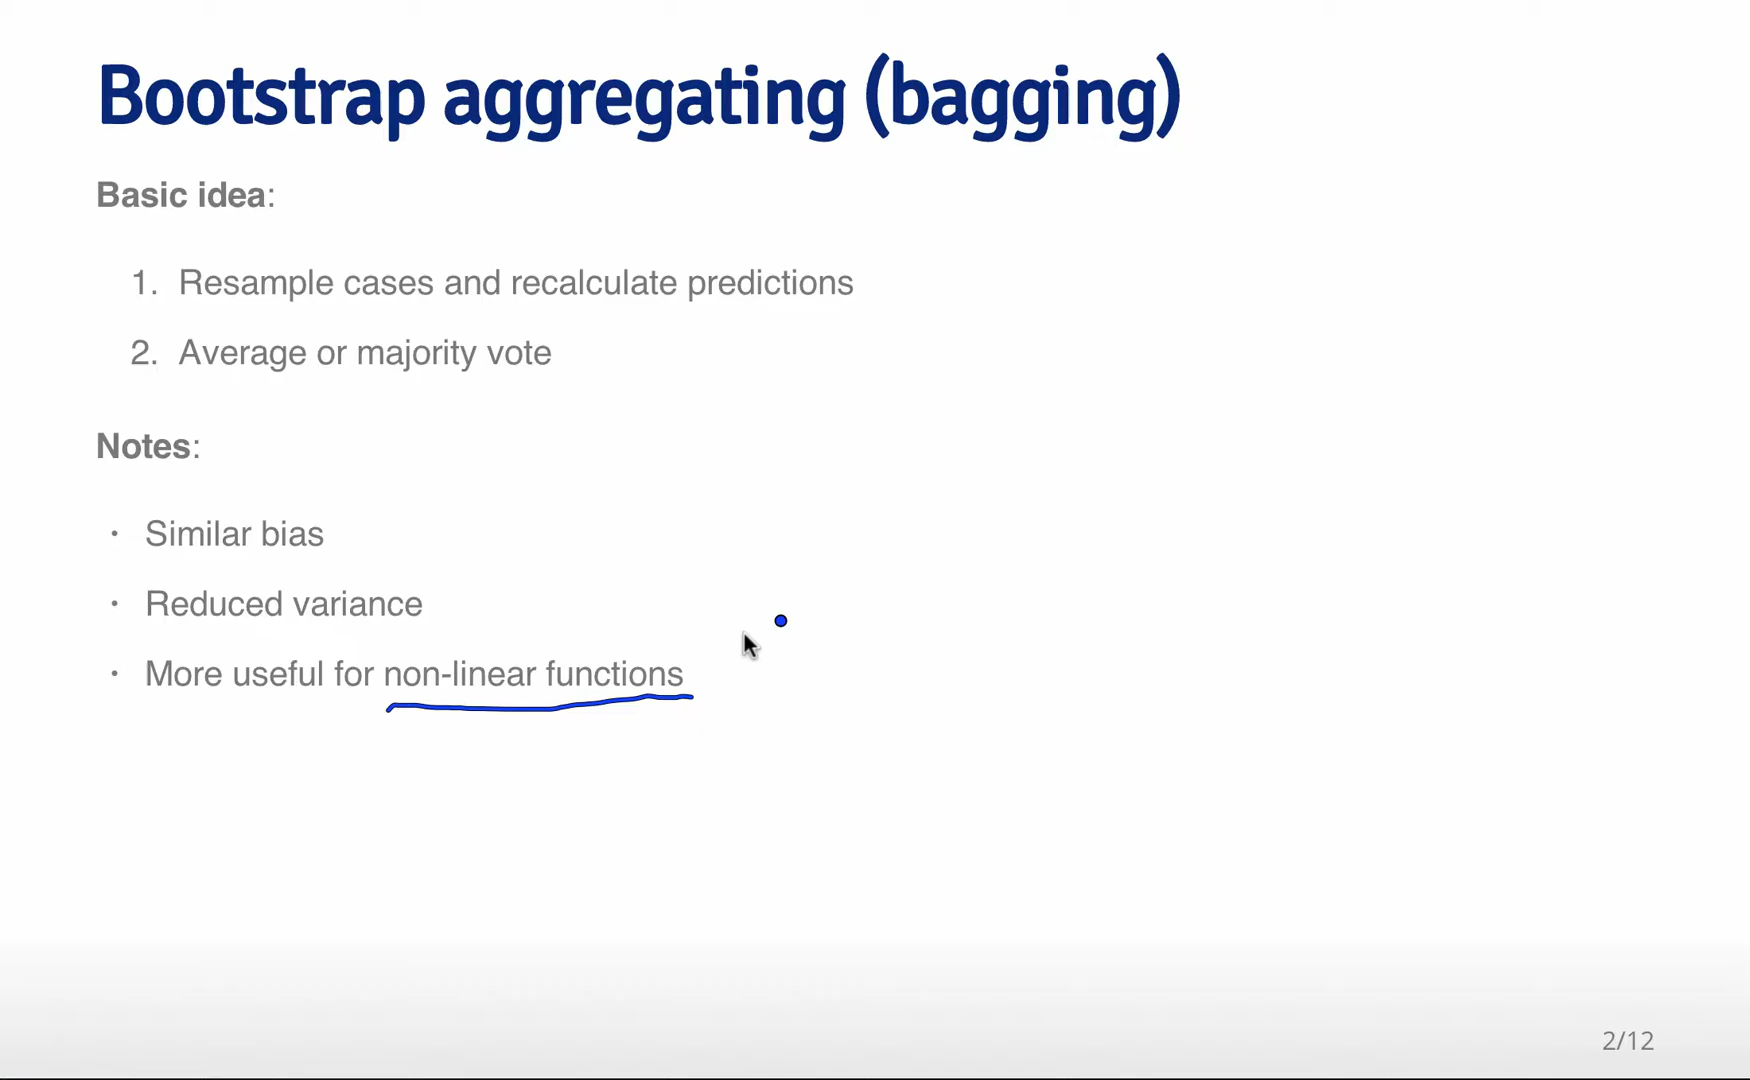 Bootstrap aggregating (bagging)
Basic idea:
1. Resample cases and recalculate predictions
2. Average or majority vote
Notes:
· Similar bias
· Reduced variance
· More useful for non-linear functions
2/12